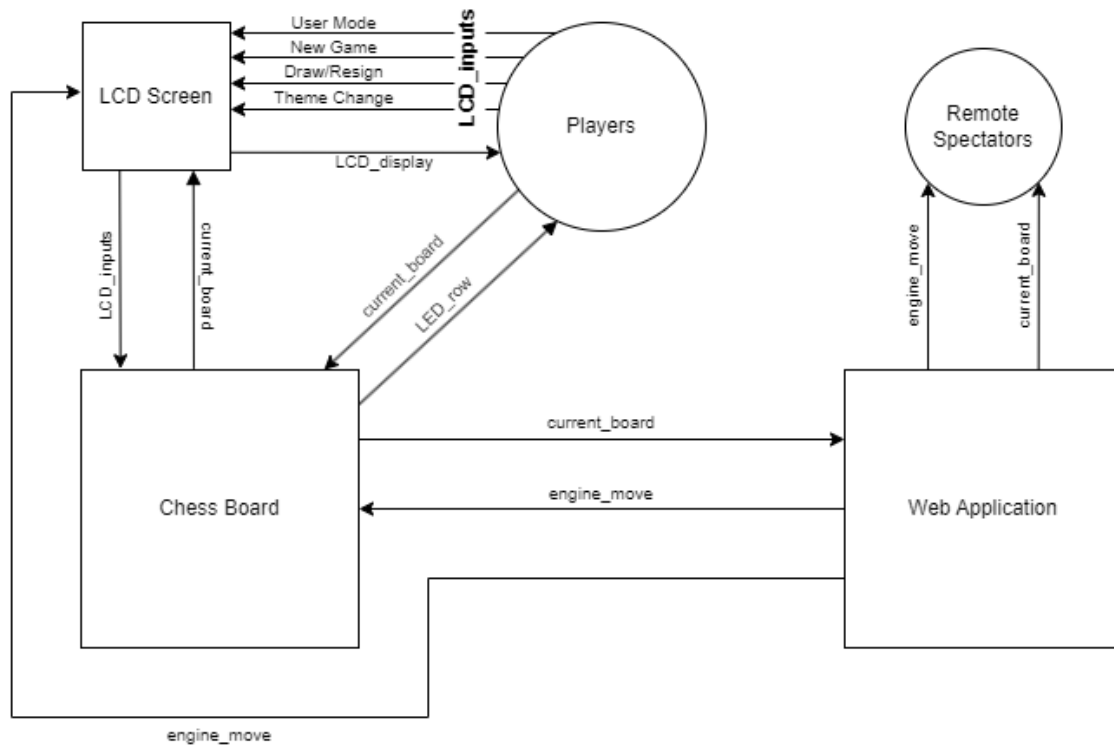 User Mode
New Game
Draw/Resign
Theme Change
LCD_inputs
LCD Screen
Players
Remote
Spectators
LCD_display
LCD_inputs
current_board
current_board
LED_row
engine_move
current_board
current_board
Chess Board
engine_move
Web Application
engine_move